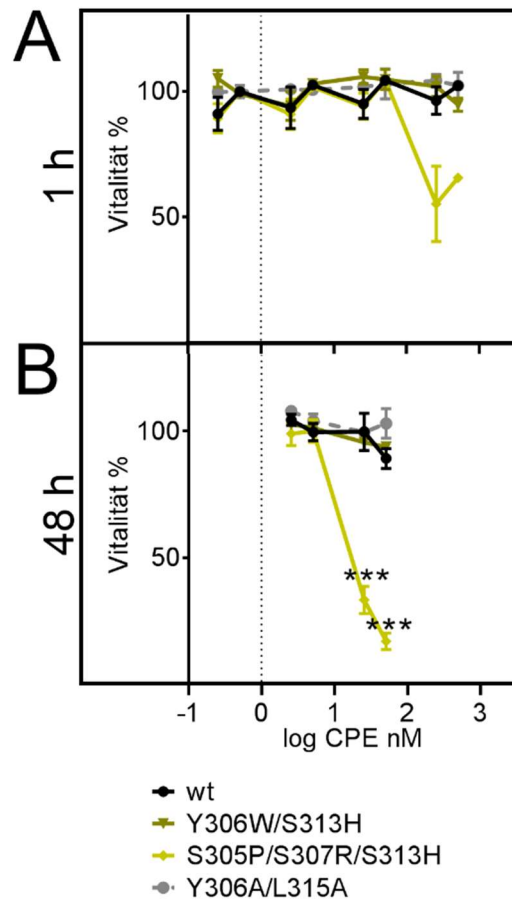 A
1 h
Vitalität %
100
50
B
48 h
Vitalität %
100
50
***
***
-1 0 1 2 3
log CPE nM
wt
Y306W/S313H
S305P/S307R/S313H
Y306A/L315A